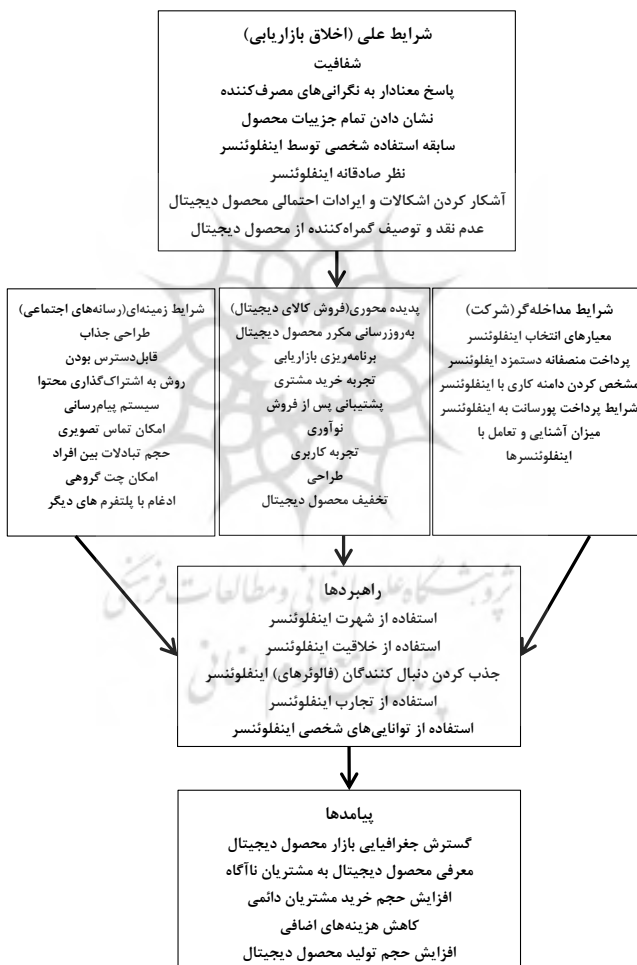 شرایط علی (اخلاق بازاریابی)
شفافیت
پاسخ معنادار به نگرانی‌های مصرف‌کننده
نشان دادن تمام جزییات محصول
سابقه استفاده شخصی توسط اینفلوئنسر
نظر صادقانه اینفلوئنسر
آشکار کردن اشکالات و ایرادات احتمالی محصول دیجیتال
عدم نقد و توصیف گمراه‌کننده از محصول دیجیتال
شرایط مداخله‌گر(شرکت)
معیارهای انتخاب اینفلوئنسر
پرداخت منصفانه دستمزد ایفلوئنسر
مشخص کردن دامنه کاری با اینفلوئنسر
شرایط پرداخت پورسانت به اینفلوئنسر
میزان آشنایی و تعامل با
اینفلوئنسرها
پدیده محوری(فروش کالای دیجیتال)
به‌روزرسانی مکرر محصول دیجیتال
برنامه‌ریزی بازاریابی
تجربه خرید مشتری
پشتیبانی پس از فروش
نوآوری
تجربه کاربری
طراحی
تخفیف محصول دیجیتال
شرایط زمینه‌ای(رسانه‌های اجتماعی)
طراحی جذاب
قابل‌دسترس بودن
روش به اشتراک‌گذاری محتوا
سیستم پیام‌رسانی
امکان تماس تصویری
حجم تبادلات بین افراد
امکان چت گروهی
ادغام با پلتفرم های دیگر
پژوهشگاه علوم انسانی و مطالعات فرهنگی
پرتال جامع علوم انسانی
راهبردها
استفاده از شهرت اینفلوئنسر
استفاده از خلاقیت اینفلوئنسر
جذب کردن دنبال کنندگان (فالوئرهای) اینفلوئنسر
استفاده از تجارب اینفلوئنسر
استفاده از توانایی‌های شخصی اینفلوئنسر
پیامدها
گسترش جغرافیایی بازار محصول دیجیتال
معرفی محصول دیجیتال به مشتریان ناآگاه
افزایش حجم خرید مشتریان دائمی
کاهش هزینه‌های اضافی
افزایش حجم تولید محصول دیجیتال